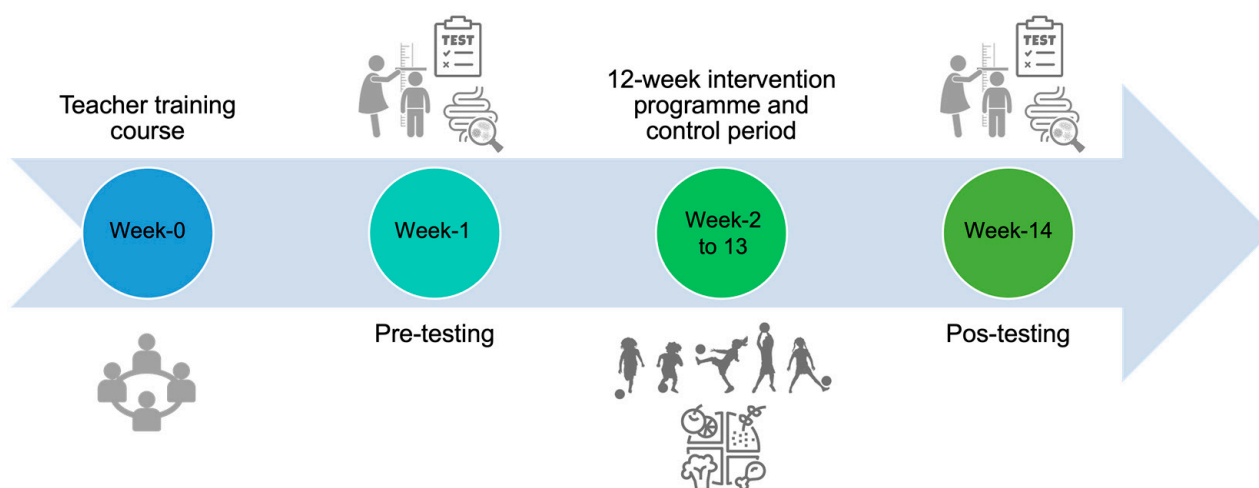 TEST
TEST
Teacher training
course
12-week intervention
programme and
control period
Week-0
Week-1
Week-2
to 13
Week-14
Pre-testing
Pos-testing